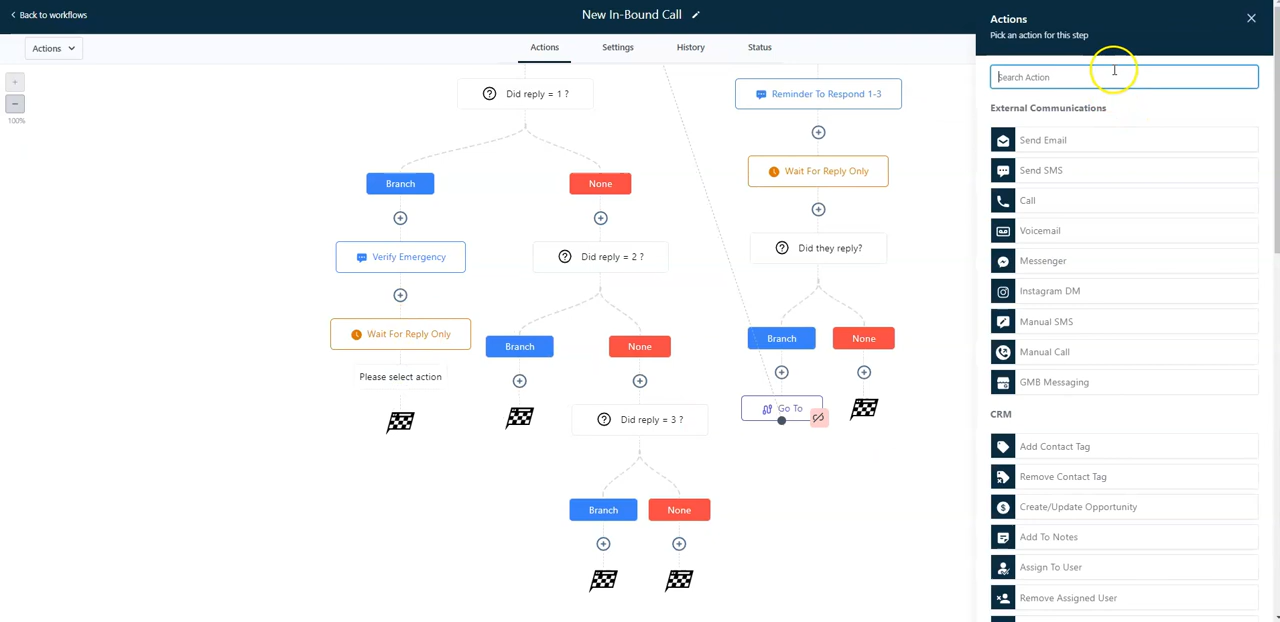 Back to workflows
New In-Bound Call
Actions
Actions
Settings
History
Status
100%
Did reply = 1 ?
Branch
None
Verify Emergency
Did reply = 2 ?
Wait For Reply Only
Please select action
Branch
None
Did reply = 3 ?
Branch
None
Reminder To Respond 1-3
Wait For Reply Only
Did they reply?
Branch
None
Go To
Actions
Pick an action for this step
Search Action
External Communications
Send Email
Send SMS
Call
Voicemail
Messenger
Instagram DM
Manual SMS
Manual Call
GMB Messaging
CRM
Add Contact Tag
Remove Contact Tag
Create/Update Opportunity
Add To Notes
Assign To User
Remove Assigned User